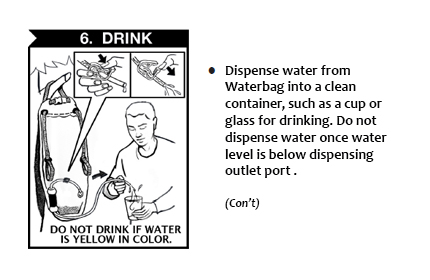 6. DRINK
DO NOT DRINK IF WATER
IS YELLOW IN COLOR.
• Dispense water from
Waterbag into a clean
container, such as a cup or
glass for drinking. Do not
dispense water once water
level is below dispensing
outlet port .
(Con't)